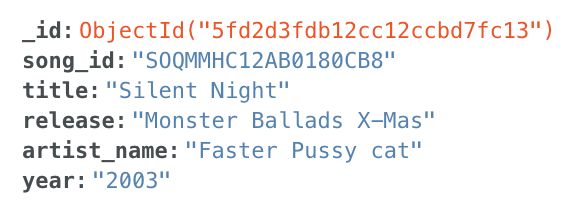 _id: ObjectId("5fd2d3fdb12cc12ccbd7fc13")
song_id: "SOQMMHC12AB0180CB8"
title: "Silent Night"
release: "Monster Ballads X-Mas"
artist_name: "Faster Pussy cat"
year: "2003"